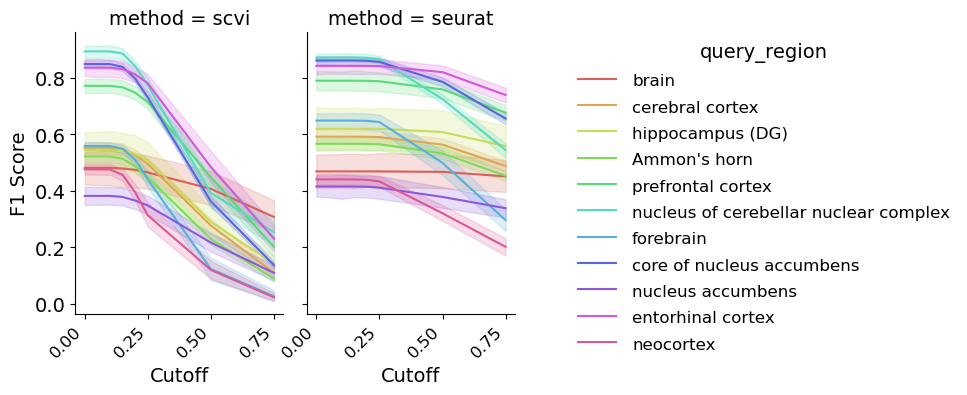 method = scvi
method = seurat
query_region
brain
cerebral cortex
hippocampus (DG)
Ammon's horn
prefrontal cortex
nucleus of cerebellar nuclear complex
forebrain
core of nucleus accumbens
nucleus accumbens
entorhinal cortex
neocortex
F1 Score
0.8
0.6
0.4
0.2
0.0
0.00
0.25
0.50
0.75
0.00
0.25
0.50
0.75
Cutoff
Cutoff